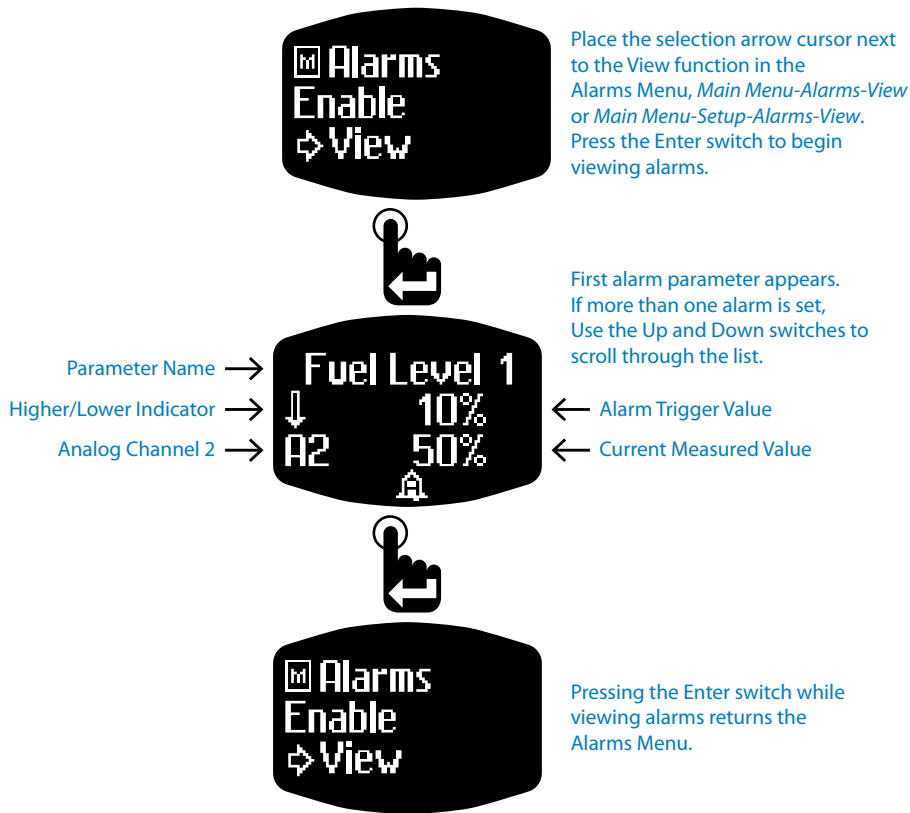 Alarms
Enable
View
Place the selection arrow cursor next
to the View function in the
Alarms Menu, Main Menu-Alarms-View
or Main Menu-Setup-Alarms-View.
Press the Enter switch to begin
viewing alarms.
First alarm parameter appears.
If more than one alarm is set,
Use the Up and Down switches to
scroll through the list.
Parameter Name
Higher/Lower Indicator
Analog Channel 2
Fuel Level 1
10%
A2 50%
A
Alarm Trigger Value
Current Measured Value
Alarms
Enable
View
Pressing the Enter switch while
viewing alarms returns the
Alarms Menu.